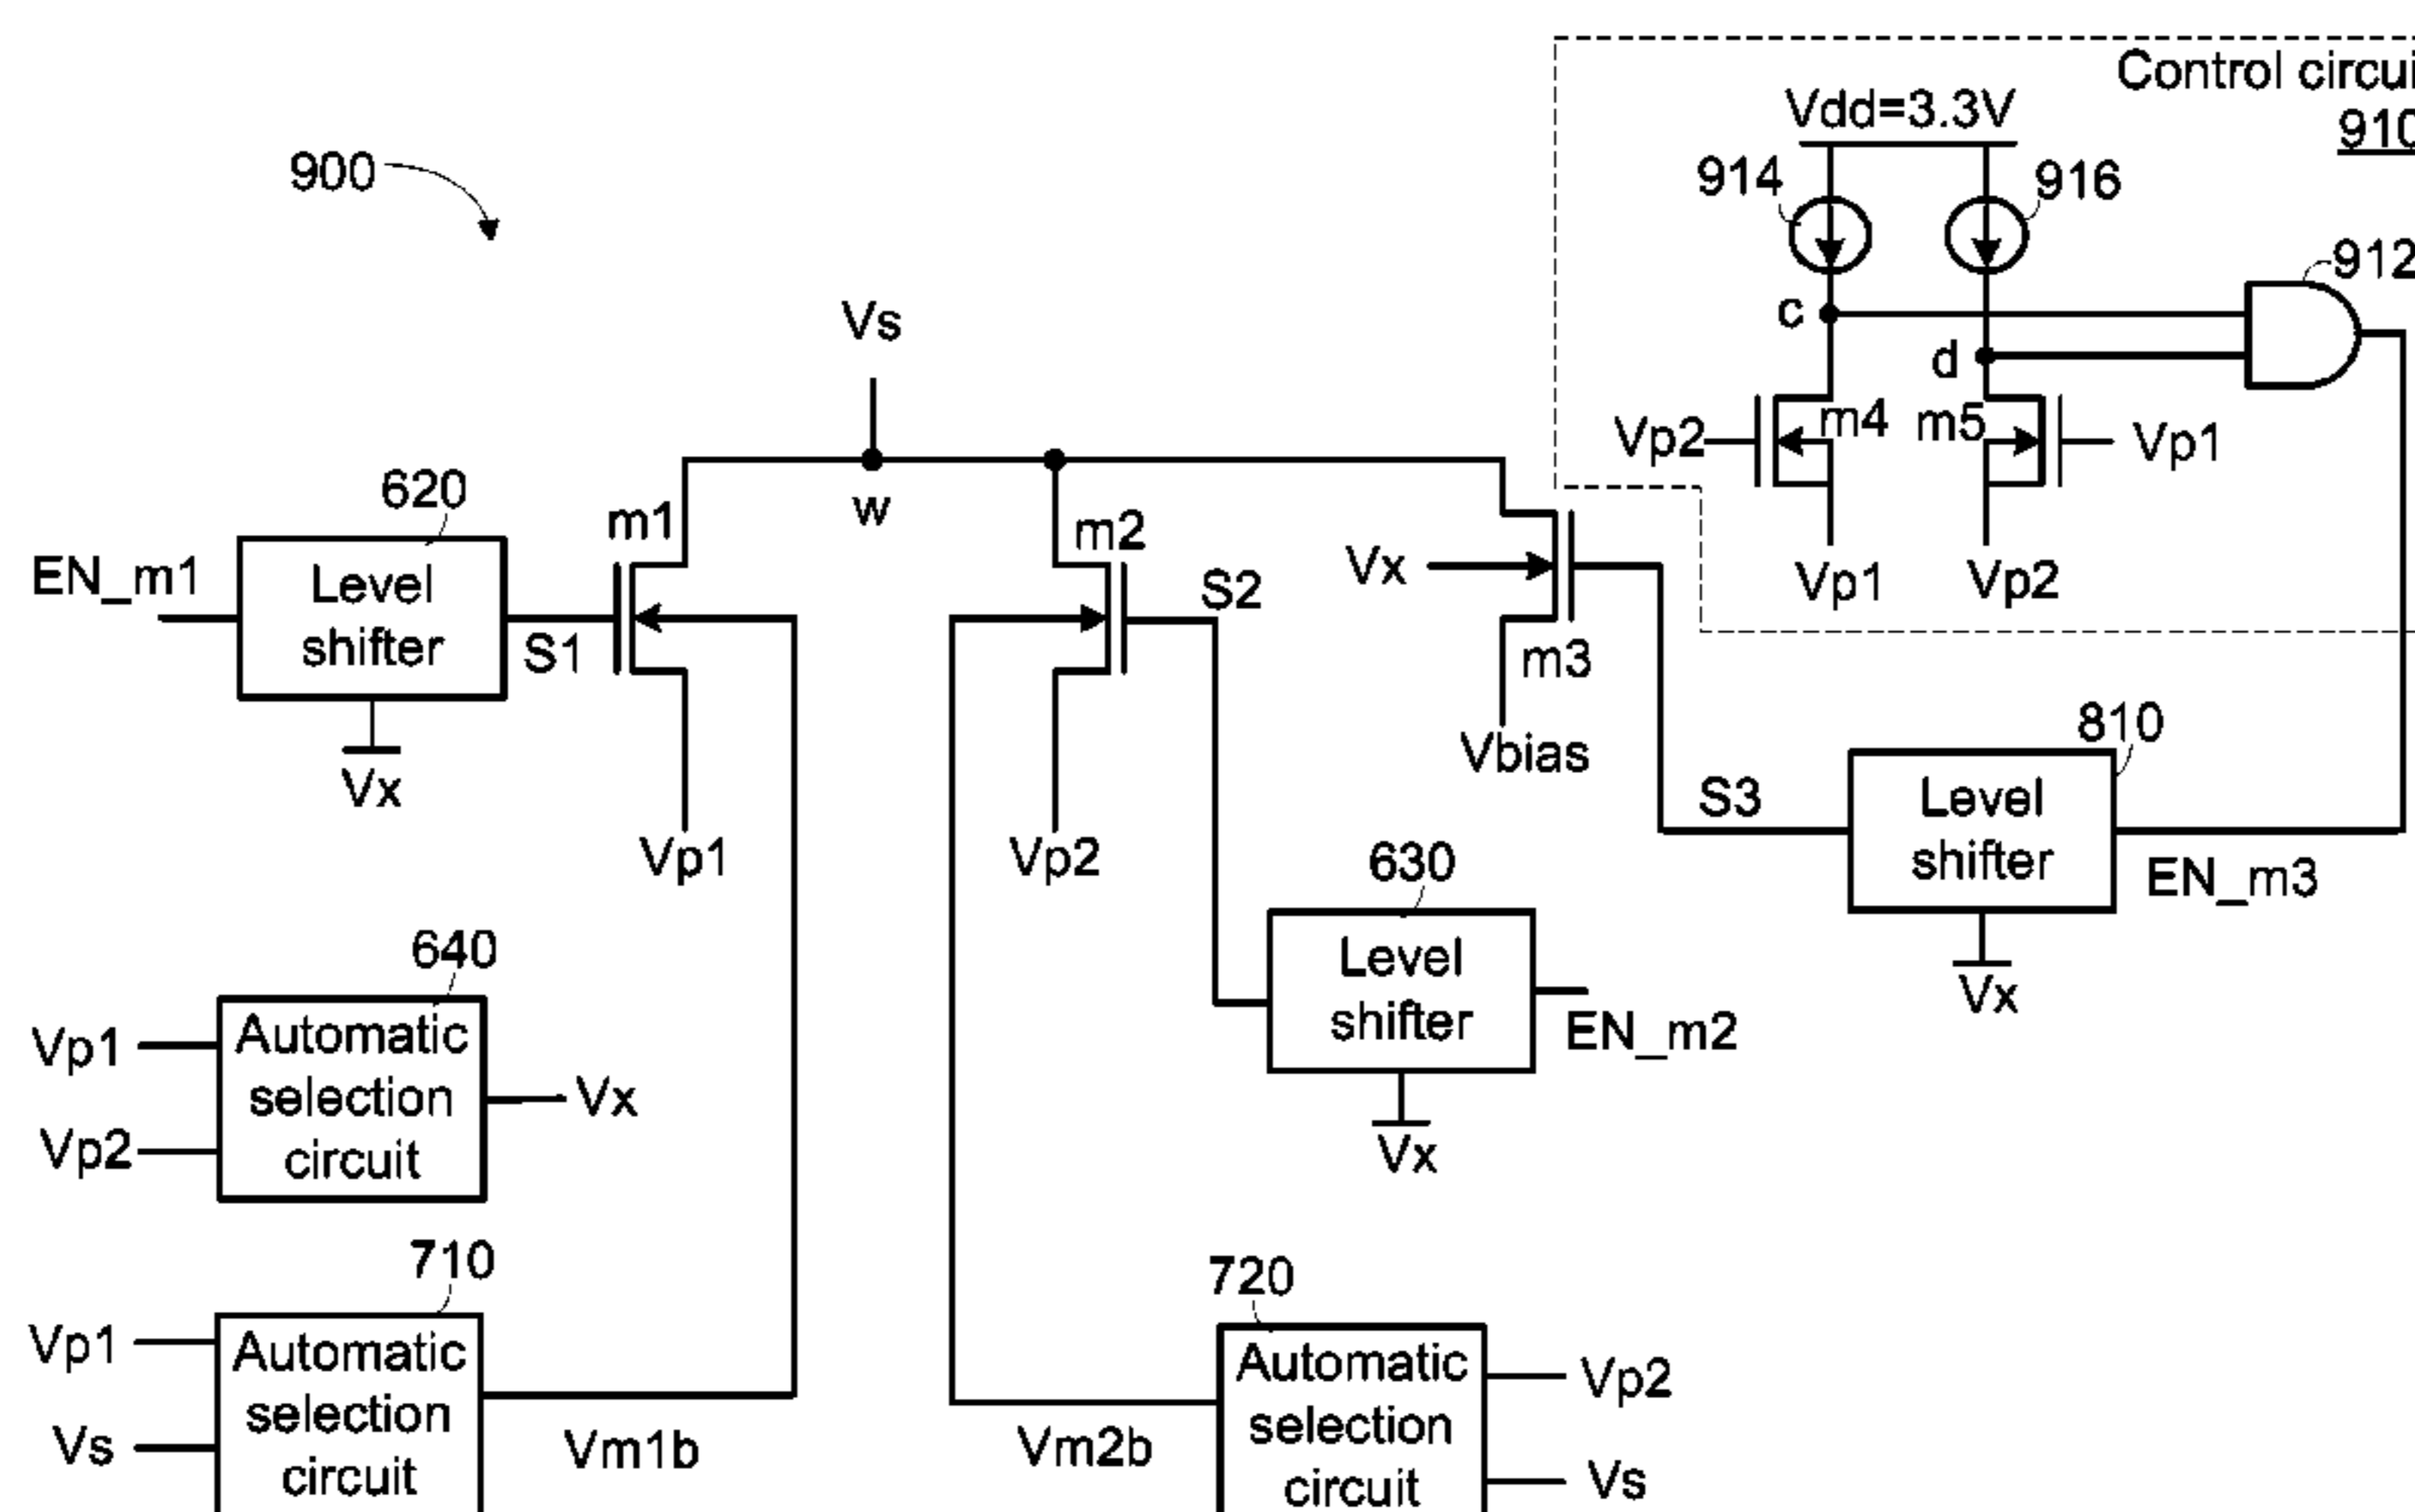 Control circui
910
Vdd=3.3V
900
914
916
912
Vs
c
d
m4
m5
Vp2
Vp1
620
m1
w
m2
S2
Vx
EN_m1
Level
shifter
S1
m3
Vp1
Vp2
Vx
Vbias
810
S3
Level
shifter
EN_m3
Vp1
Vp2
630
Level
shifter
EN_m2
Vx
Vx
640
Vp1
Vp2
Automatic
selection
circuit
Vx
710
Vp1
Vs
Automatic
selection
circuit
Vm1b
720
Vm2b
Automatic
selection
circuit
Vp2
Vs